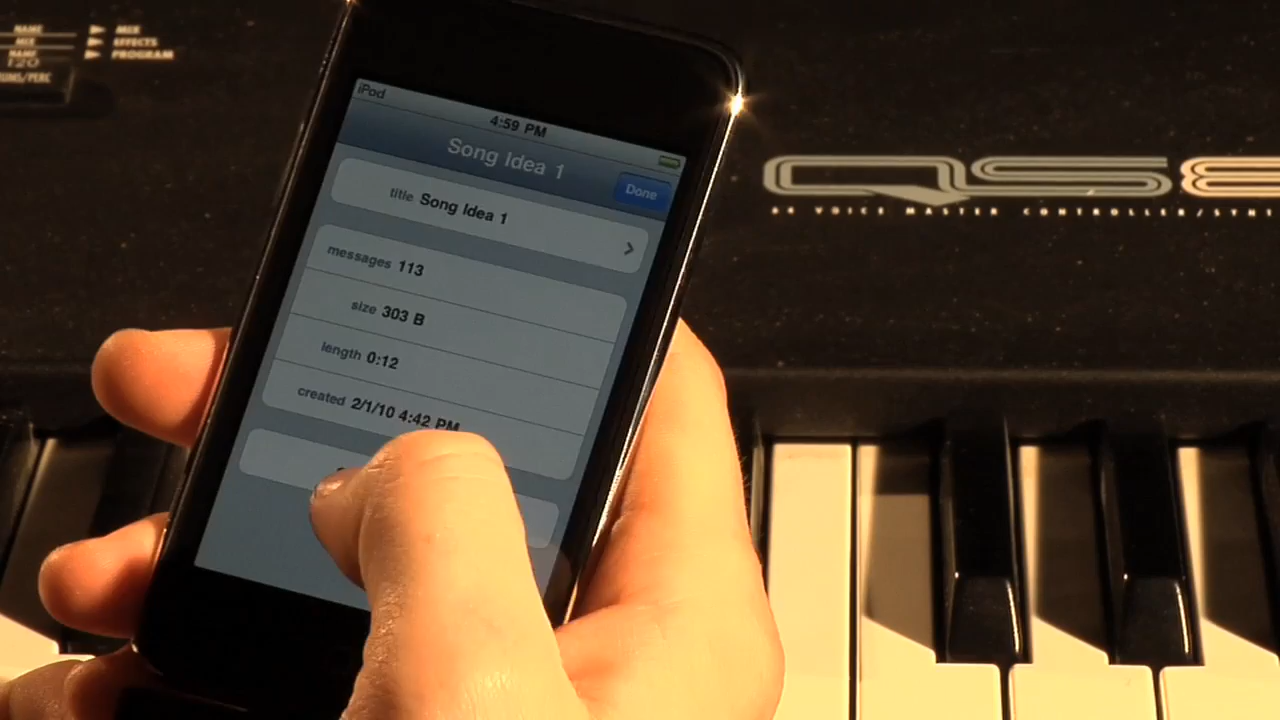 NAME
MIX
MIX
EFFECTS
NAME
PROGRAM
120
DRUMS/PERC
iPod
4:59 PM
Song Idea 1
Done
title Song Idea 1
messages 113
size 303 B
length 0:12
created 2/1/10 4:42 PM
QS8
64 VOICE MASTER CONTROLLER/SYNT